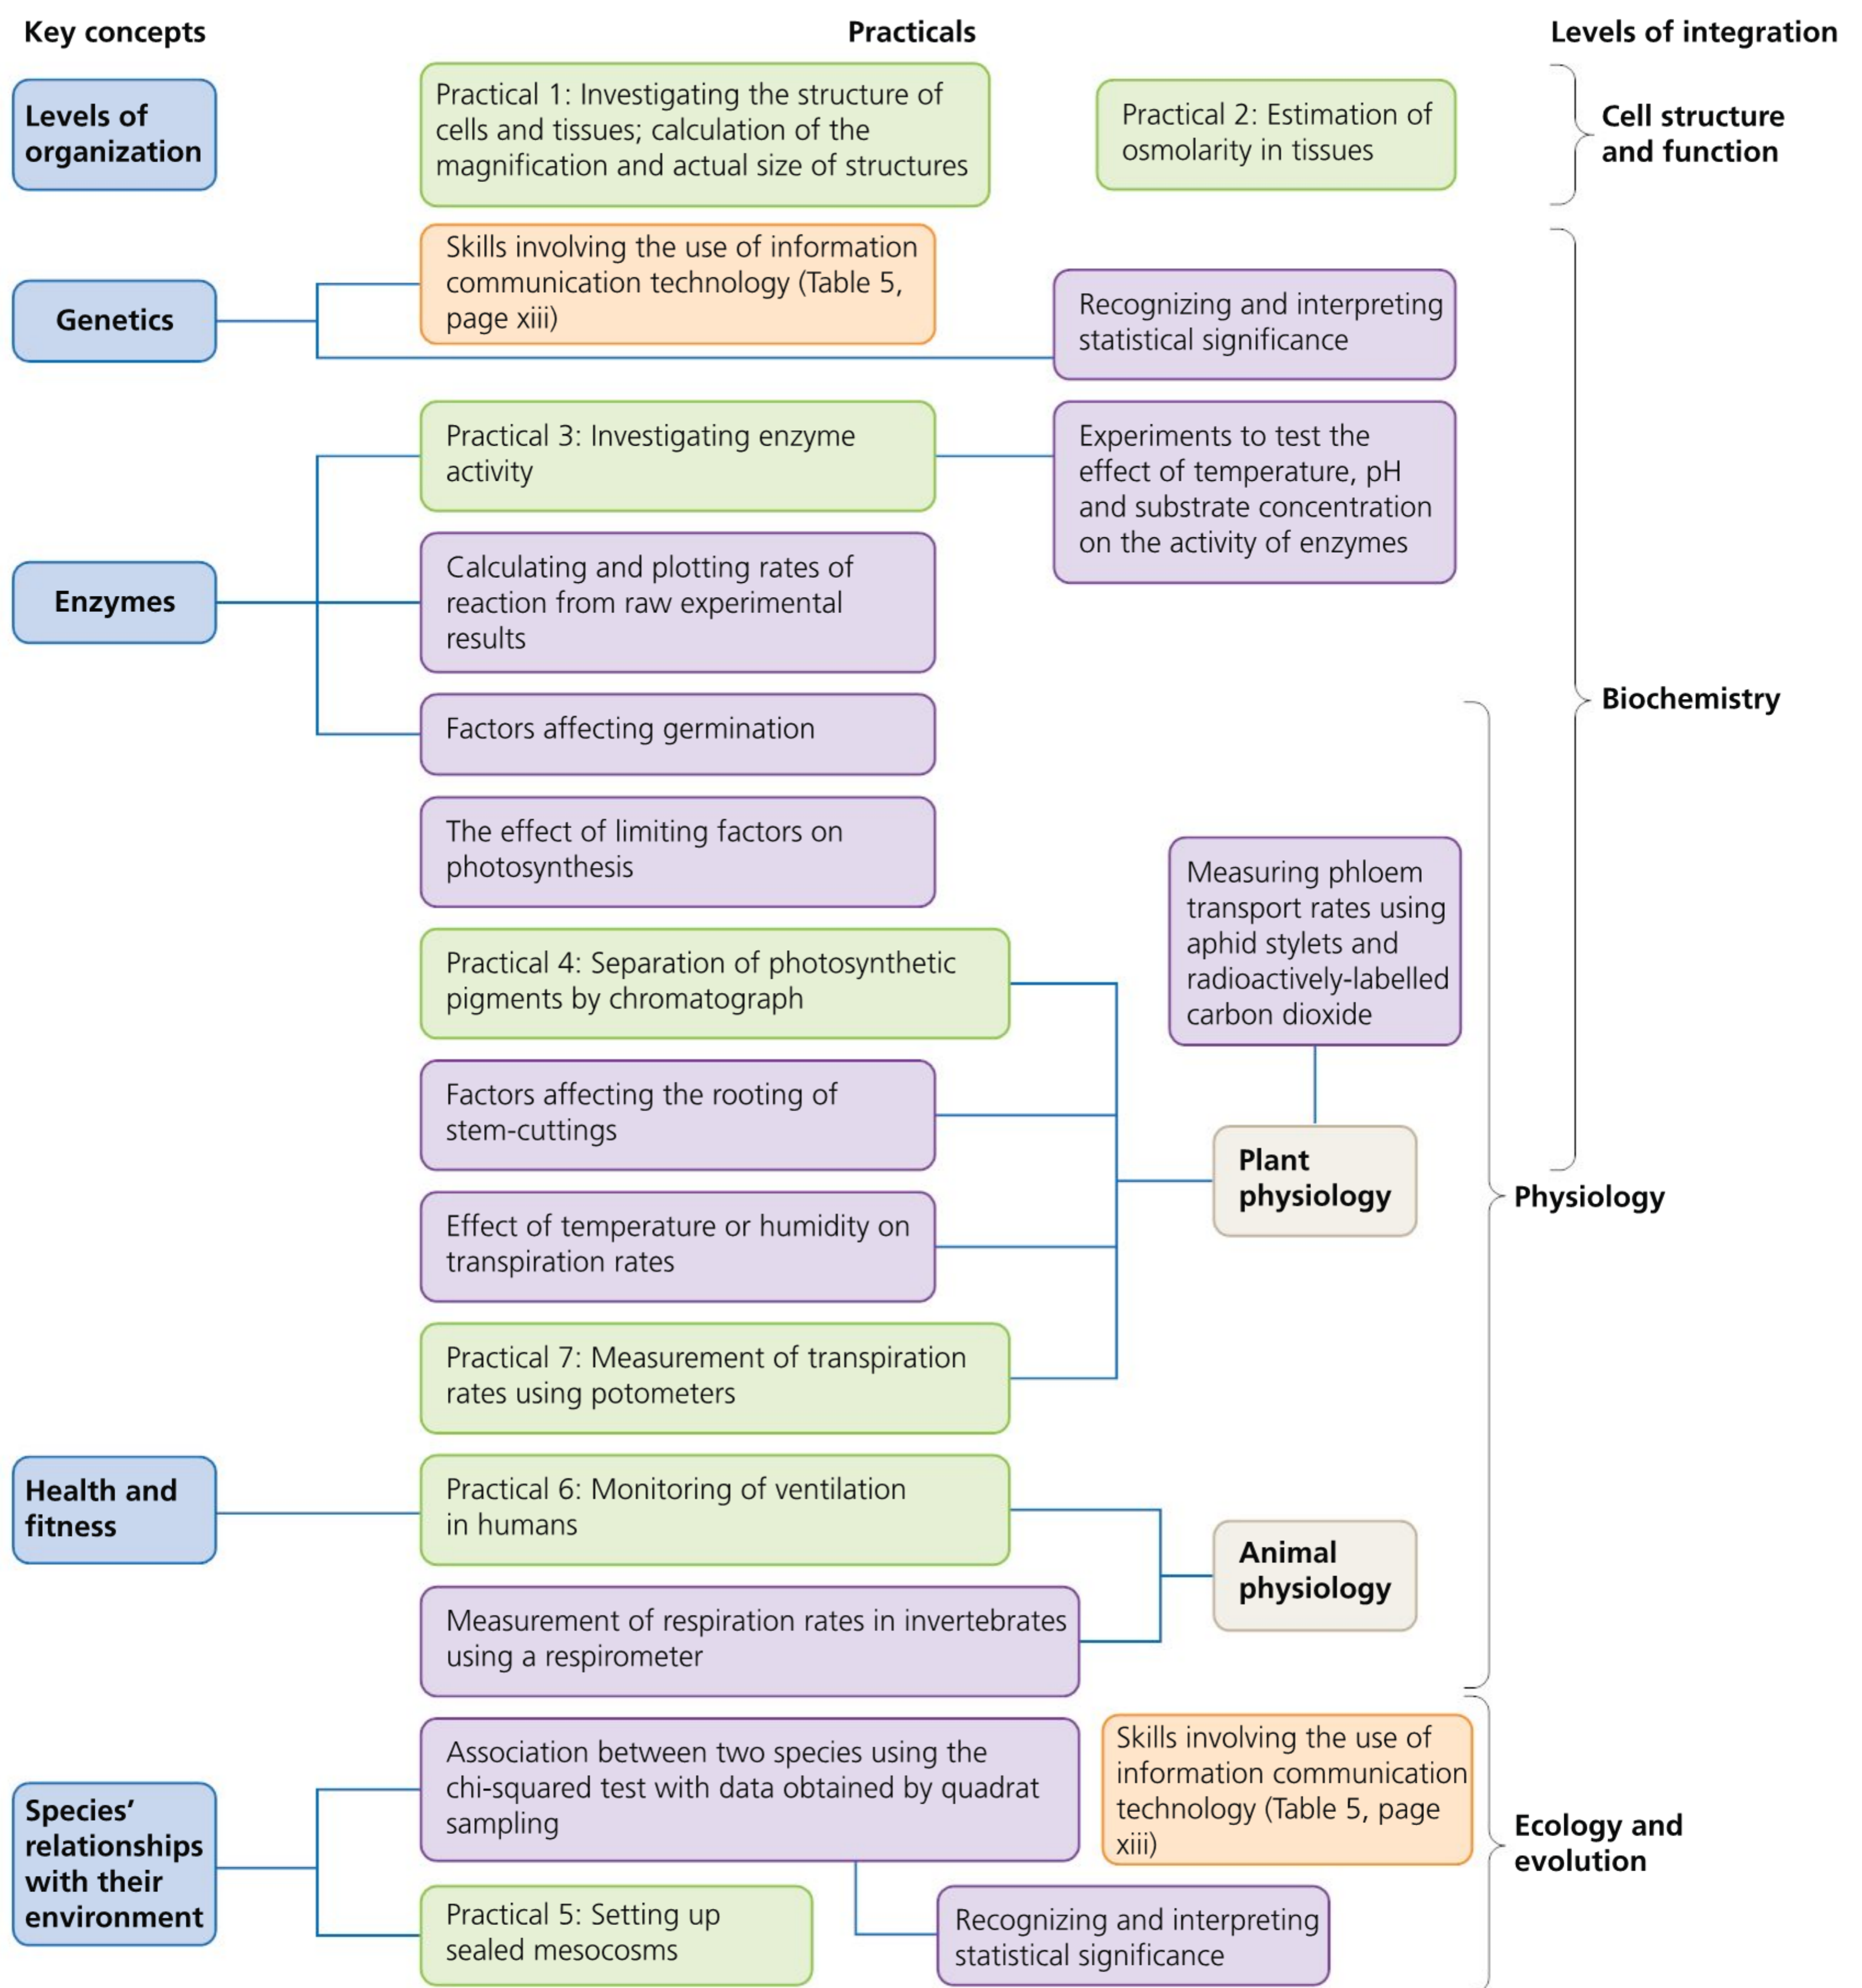 Key concepts
Practicals
Levels of integration
Levels of
organization
Practical 1: Investigating the structure of
cells and tissues; calculation of the
magnification and actual size of structures
Practical 2: Estimation of
osmolarity in tissues
Cell structure
and function
Genetics
Skills involving the use of information
communication technology (Table 5,
page xiii)
Recognizing and interpreting
statistical significance
Enzymes
Practical 3: Investigating enzyme
activity
Experiments to test the
effect of temperature, pH
and substrate concentration
on the activity of enzymes
Calculating and plotting rates of
reaction from raw experimental
results
Factors affecting germination
Biochemistry
The effect of limiting factors on
photosynthesis
Measuring phloem
transport rates using
aphid stylets and
radioactively-labelled
carbon dioxide
Practical 4: Separation of photosynthetic
pigments by chromatograph
Factors affecting the rooting of
stem-cuttings
Plant
physiology
Physiology
Effect of temperature or humidity on
transpiration rates
Practical 7: Measurement of transpiration
rates using potometers
Health and
fitness
Practical 6: Monitoring of ventilation
in humans
Animal
physiology
Measurement of respiration rates in invertebrates
using a respirometer
Species’
relationships
with their
environment
Association between two species using the
chi-squared test with data obtained by quadrat
sampling
Skills involving the use of
information communication
technology (Table 5, page
xiii)
Ecology and
evolution
Practical 5: Setting up
sealed mesocosms
Recognizing and interpreting
statistical significance